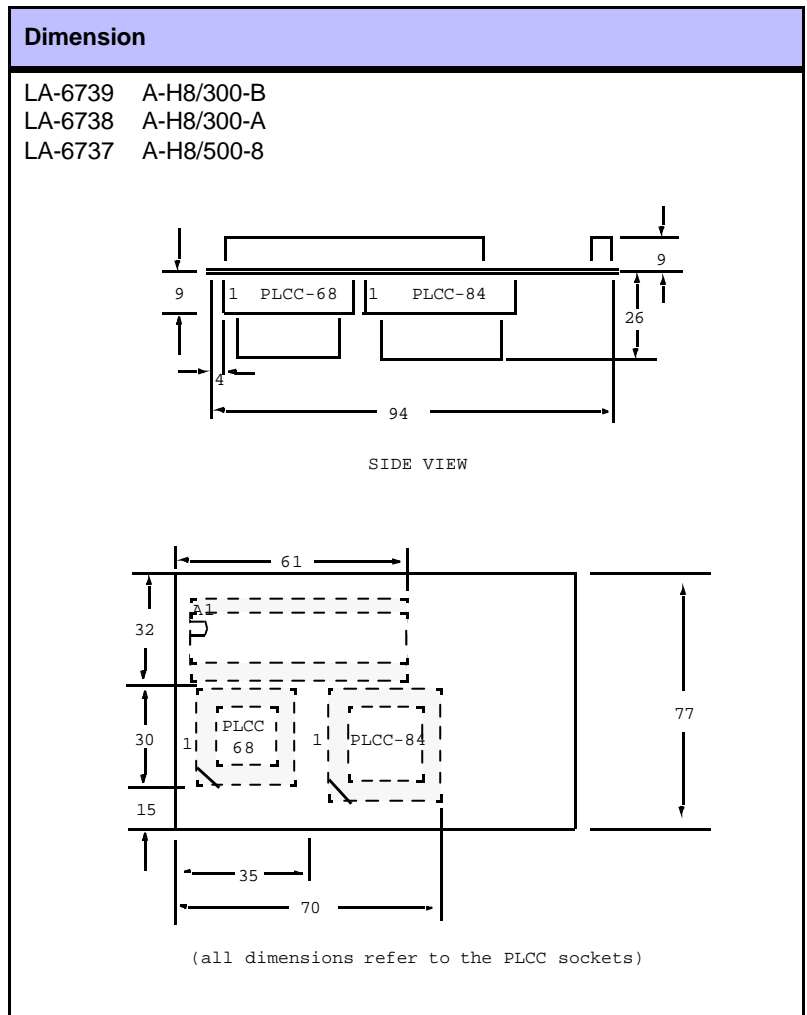 Dimension
LA-6739 A-H8/300-B
LA-6738 A-H8/300-A
LA-6737 A-H8/500-8
9
9
1 PLCC-68 1 PLCC-84
26
4
94
SIDE VIEW
61
A1
32
77
30
1
PLCC
68
1
PLCC-84
15
35
70
(all dimensions refer to the PLCC sockets)